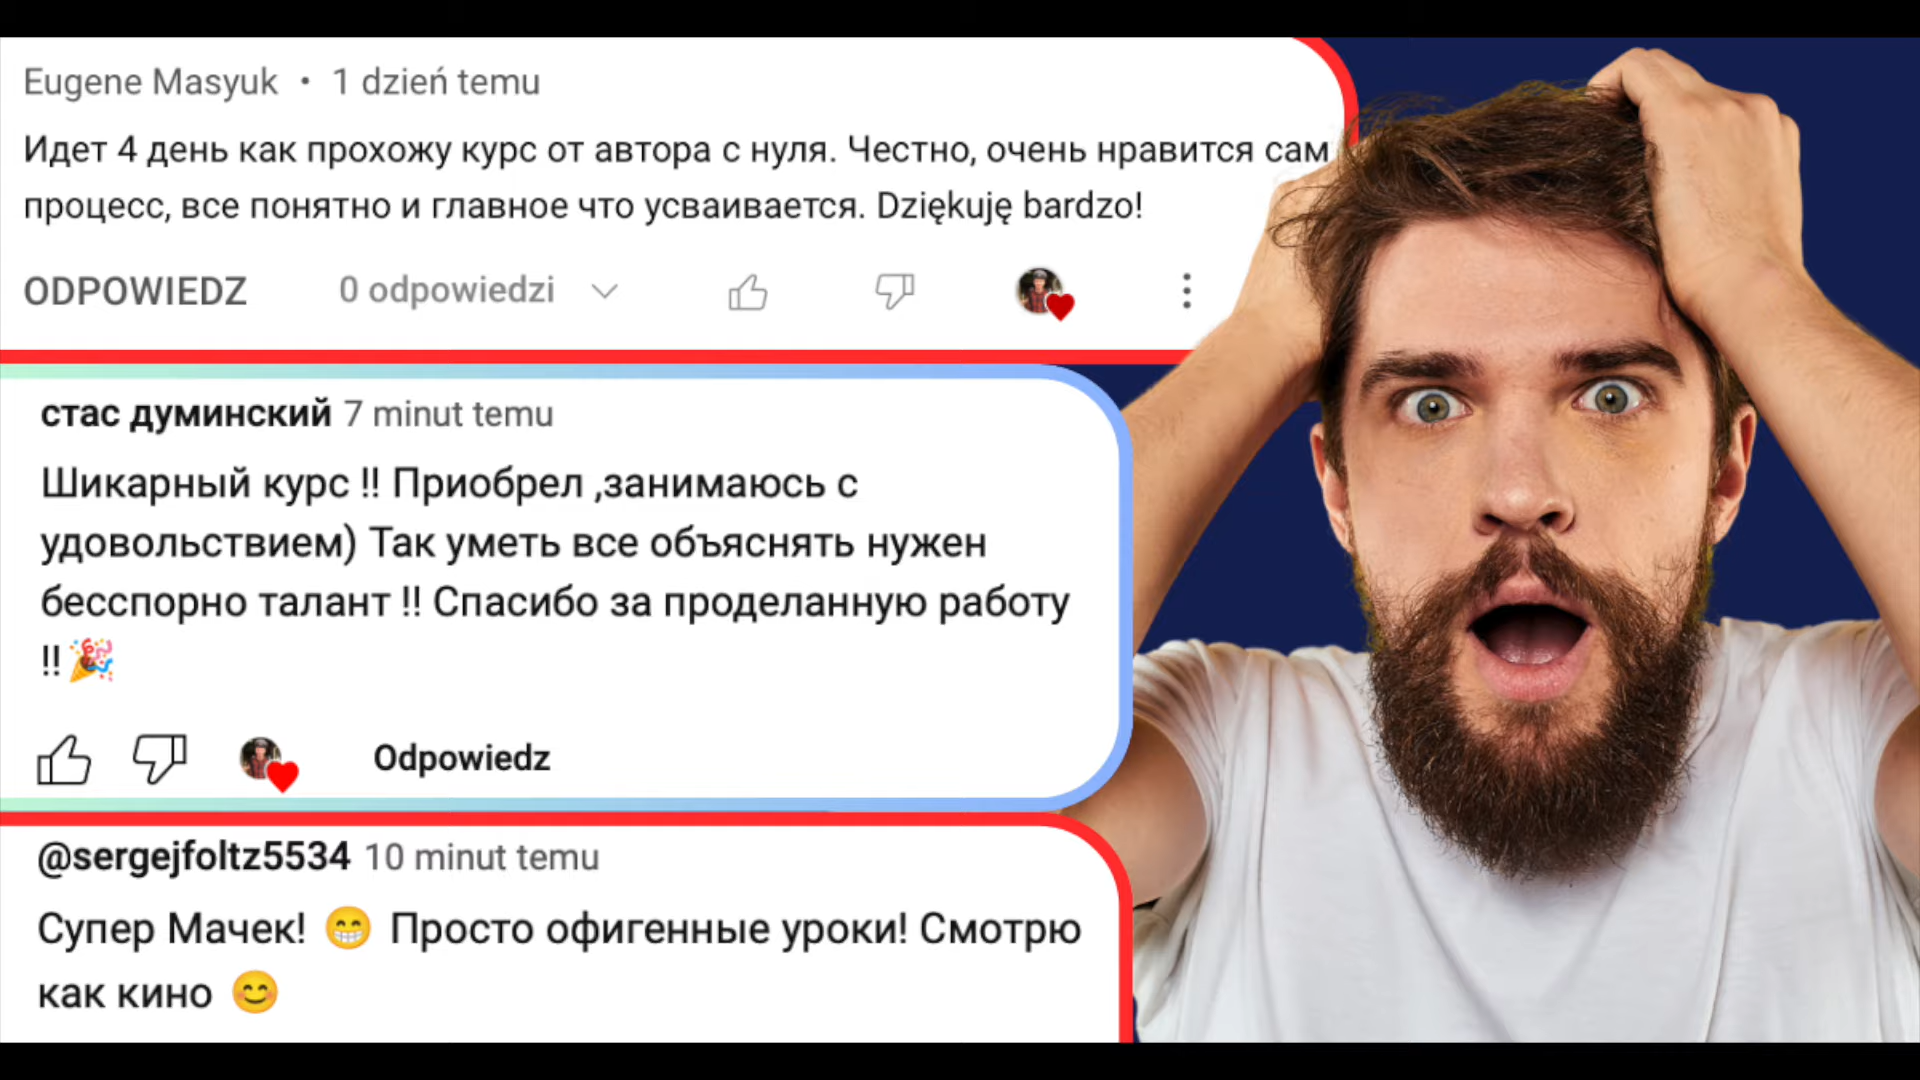 Eugene Masyuk • 1 dzień temu
Идет 4 день как прохожу курс от автора с нуля. Честно, очень нравится сам
процесс, все понятно и главное что усваивается. Dziękuję bardzo!
ODPOWIEDZ 0 odpowiedzi
стас думинский 7 minut temu
Шикарный курс !! Приобрел ,занимаюсь с
удовольствием) Так уметь все объяснять нужен
бесспорно талант !! Спасибо за проделанную работу
!! 🎉
Odpowiedz
@sergejfoltz5534 10 minut temu
Супер Мачек! 😁 Просто офигенные уроки! Смотрю
как кино 😊